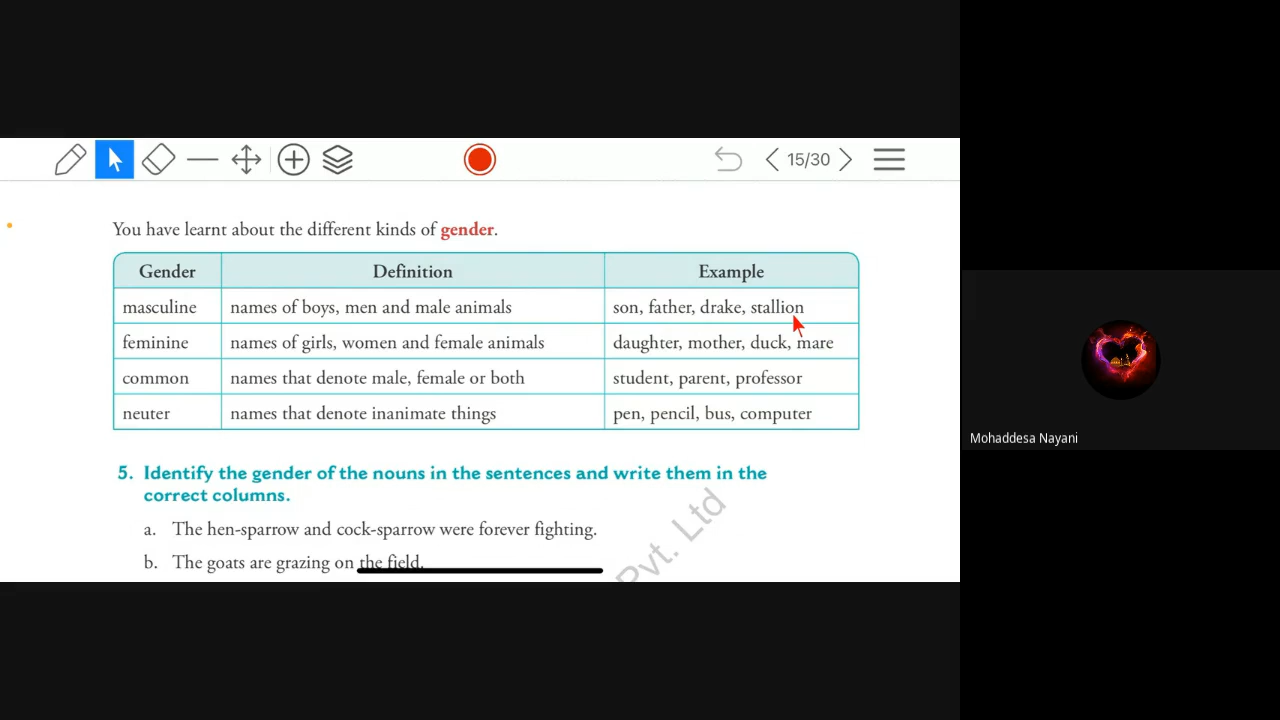 15/30
You have learnt about the different kinds of gender.
Gender Definition Example
masculine names of boys, men and male animals son, father, drake, stallion
feminine names of girls, women and female animals daughter, mother, duck, mare
common names that denote male, female or both student, parent, professor
neuter names that denote inanimate things pen, pencil, bus, computer
5. Identify the gender of the nouns in the sentences and write them in the
correct columns.
a. The hen-sparrow and cock-sparrow were forever fighting.
b. The goats are grazing on the field.
Pvt. Ltd
Mohaddesa Nayani